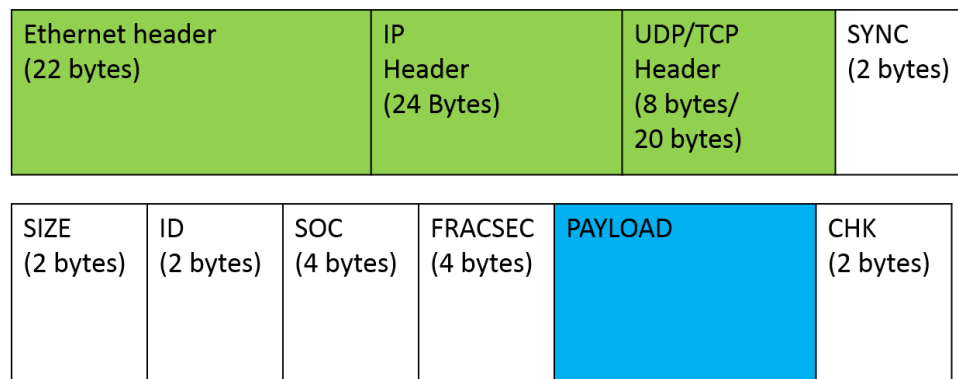 Ethernet header
(22 bytes)
IP
Header
(24 Bytes)
UDP/TCP
Header
(8 bytes/
20 bytes)
SYNC
(2 bytes)
SIZE
(2 bytes)
ID
(2 bytes)
SOC
(4 bytes)
FRACSEC
(4 bytes)
PAYLOAD
CHK
(2 bytes)